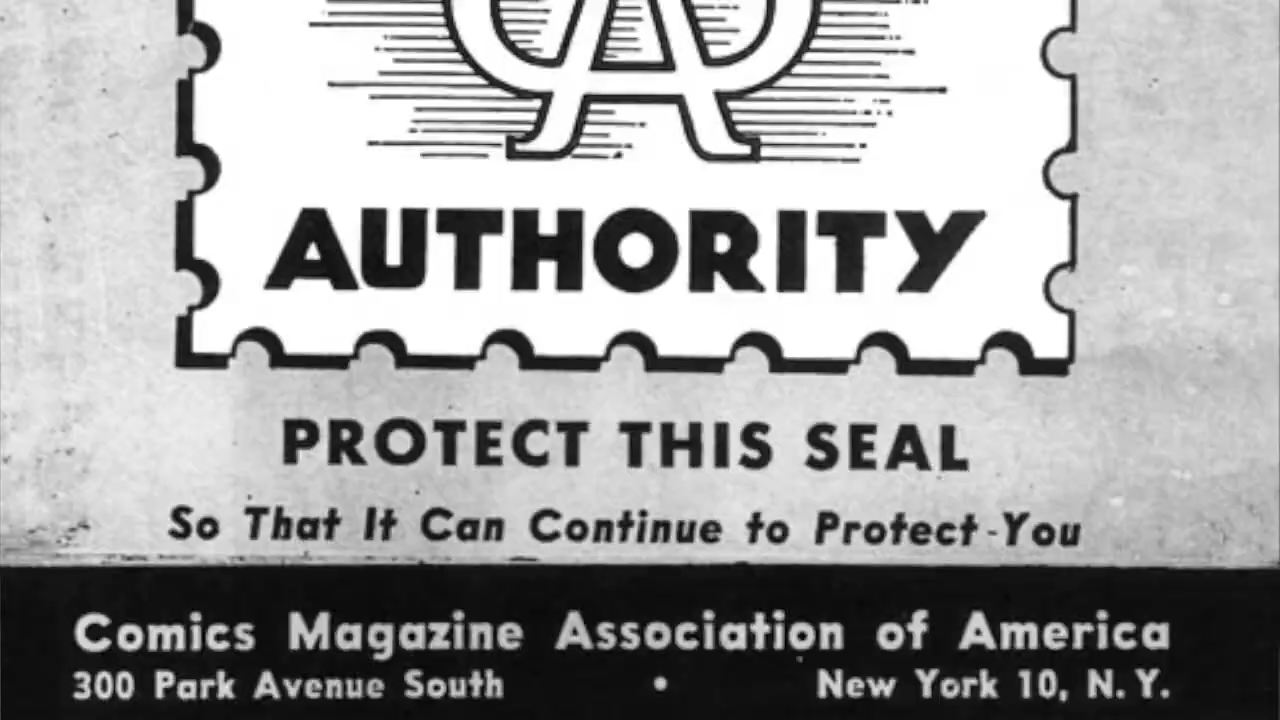 CA
AUTHORITY
PROTECT THIS SEAL
So That It Can Continue to Protect-You
Comics Magazine Association of America
300 Park Avenue South • New York 10, N. Y.